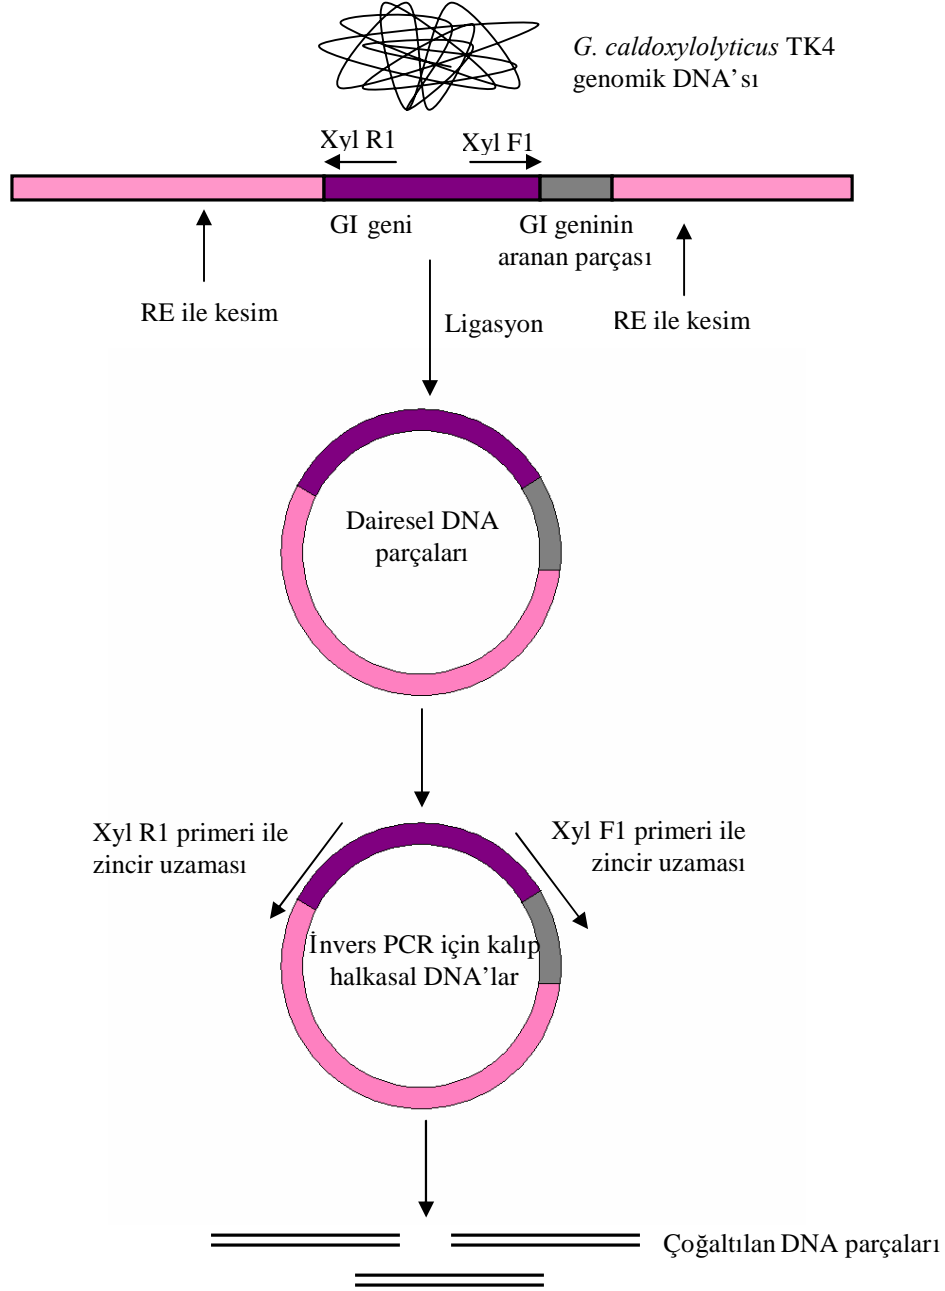 G. caldoxylolyticus TK4
genomik DNA'sı
Xyl R1
Xyl F1
GI geni
GI geninin
aranan parçası
RE ile kesim
RE ile kesim
Ligasyon
Dairesel DNA
parçaları
Xyl R1 primeri ile
zincir uzaması
Xyl F1 primeri ile
zincir uzaması
İnvers PCR için kalıp
halkasal DNA'lar
Çoğaltılan DNA parçaları